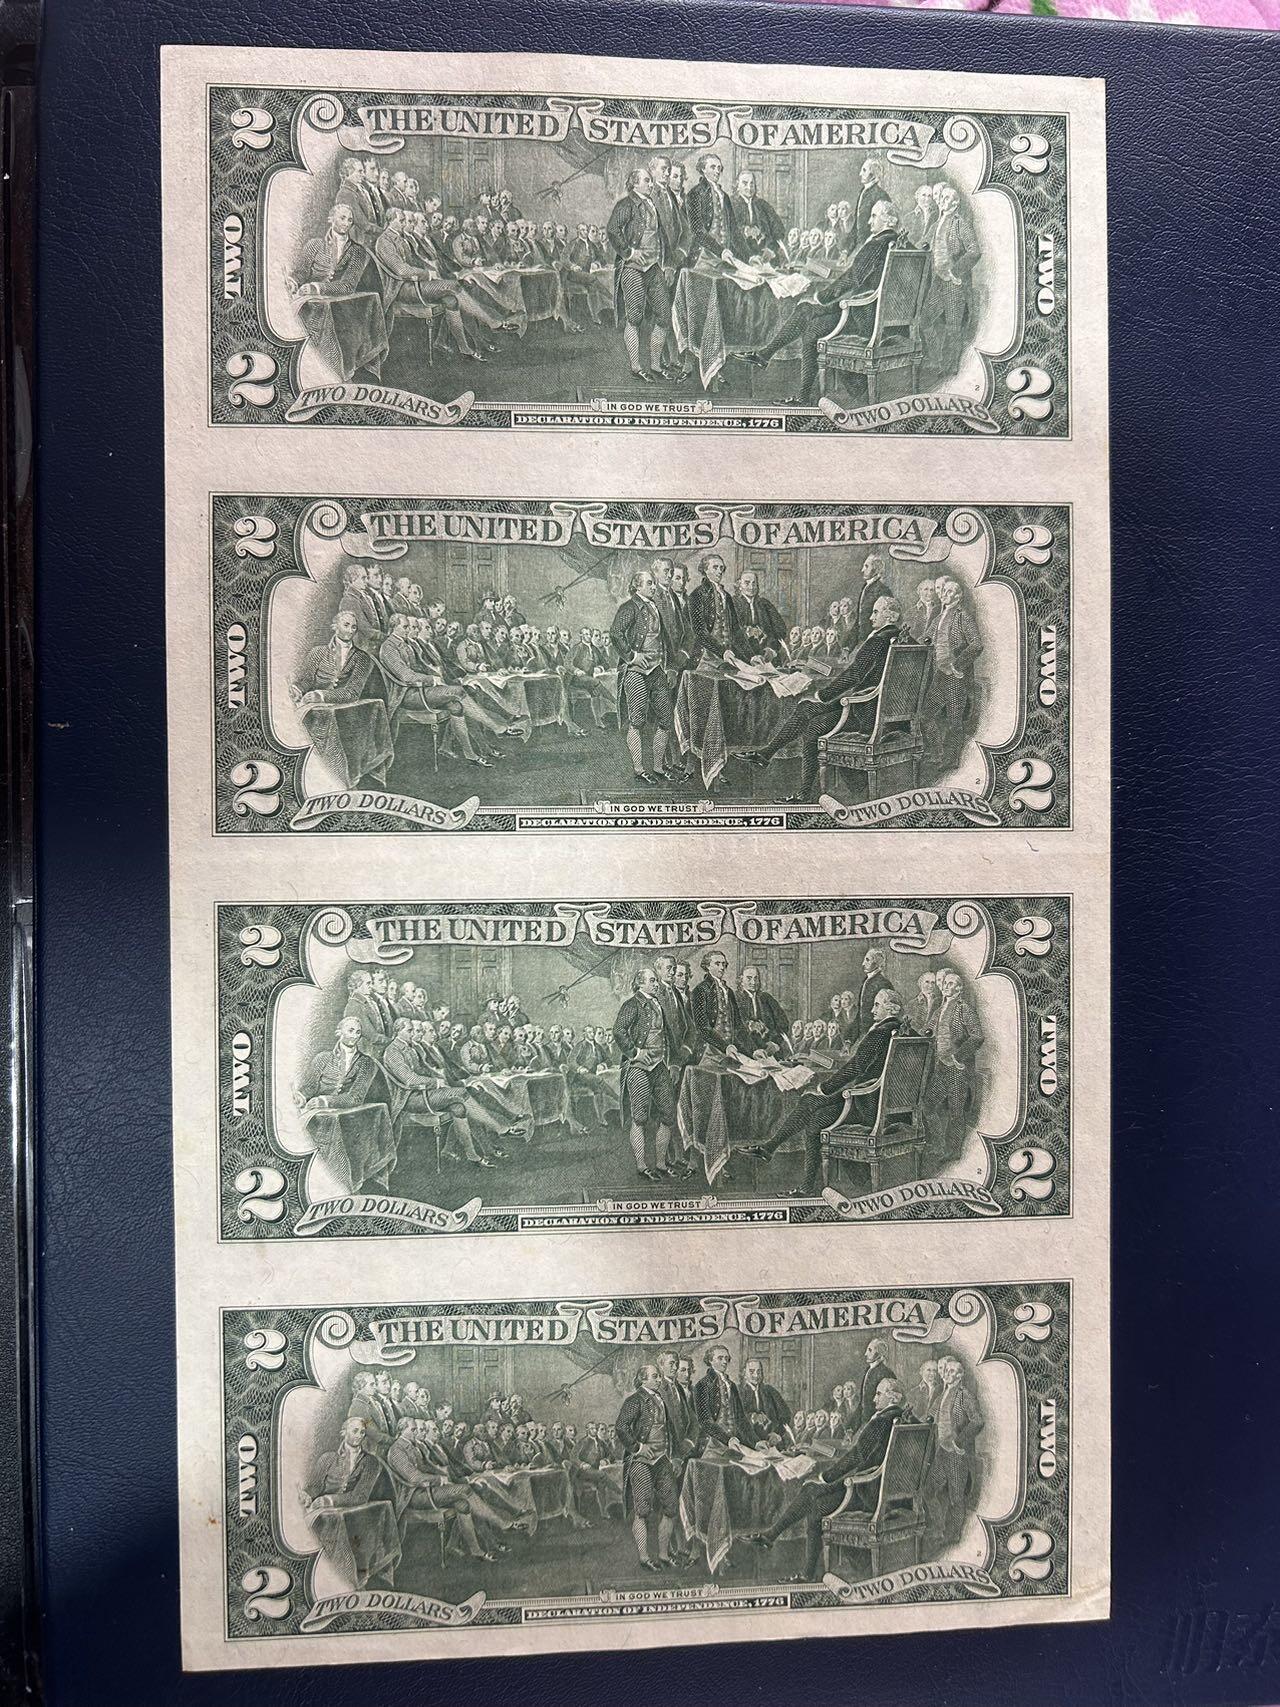 2 THE UNITED STATES OF AMERICA 2
TWO TWO
2 TWO DOLLARS IN GOD WE TRUST TWO DOLLARS 2 2
DECLARATION OF INDEPENDENCE, 1776
2 THE UNITED STATES OF AMERICA 2
TWO TWO
2 TWO DOLLARS IN GOD WE TRUST TWO DOLLARS 2 2
DECLARATION OF INDEPENDENCE, 1776
2 THE UNITED STATES OF AMERICA 2
TWO TWO
2 TWO DOLLARS IN GOD WE TRUST TWO DOLLARS 2 2
DECLARATION OF INDEPENDENCE, 1776
2 THE UNITED STATES OF AMERICA 2
TWO TWO
2 TWO DOLLARS IN GOD WE TRUST TWO DOLLARS 2 2
DECLARATION OF INDEPENDENCE, 1776